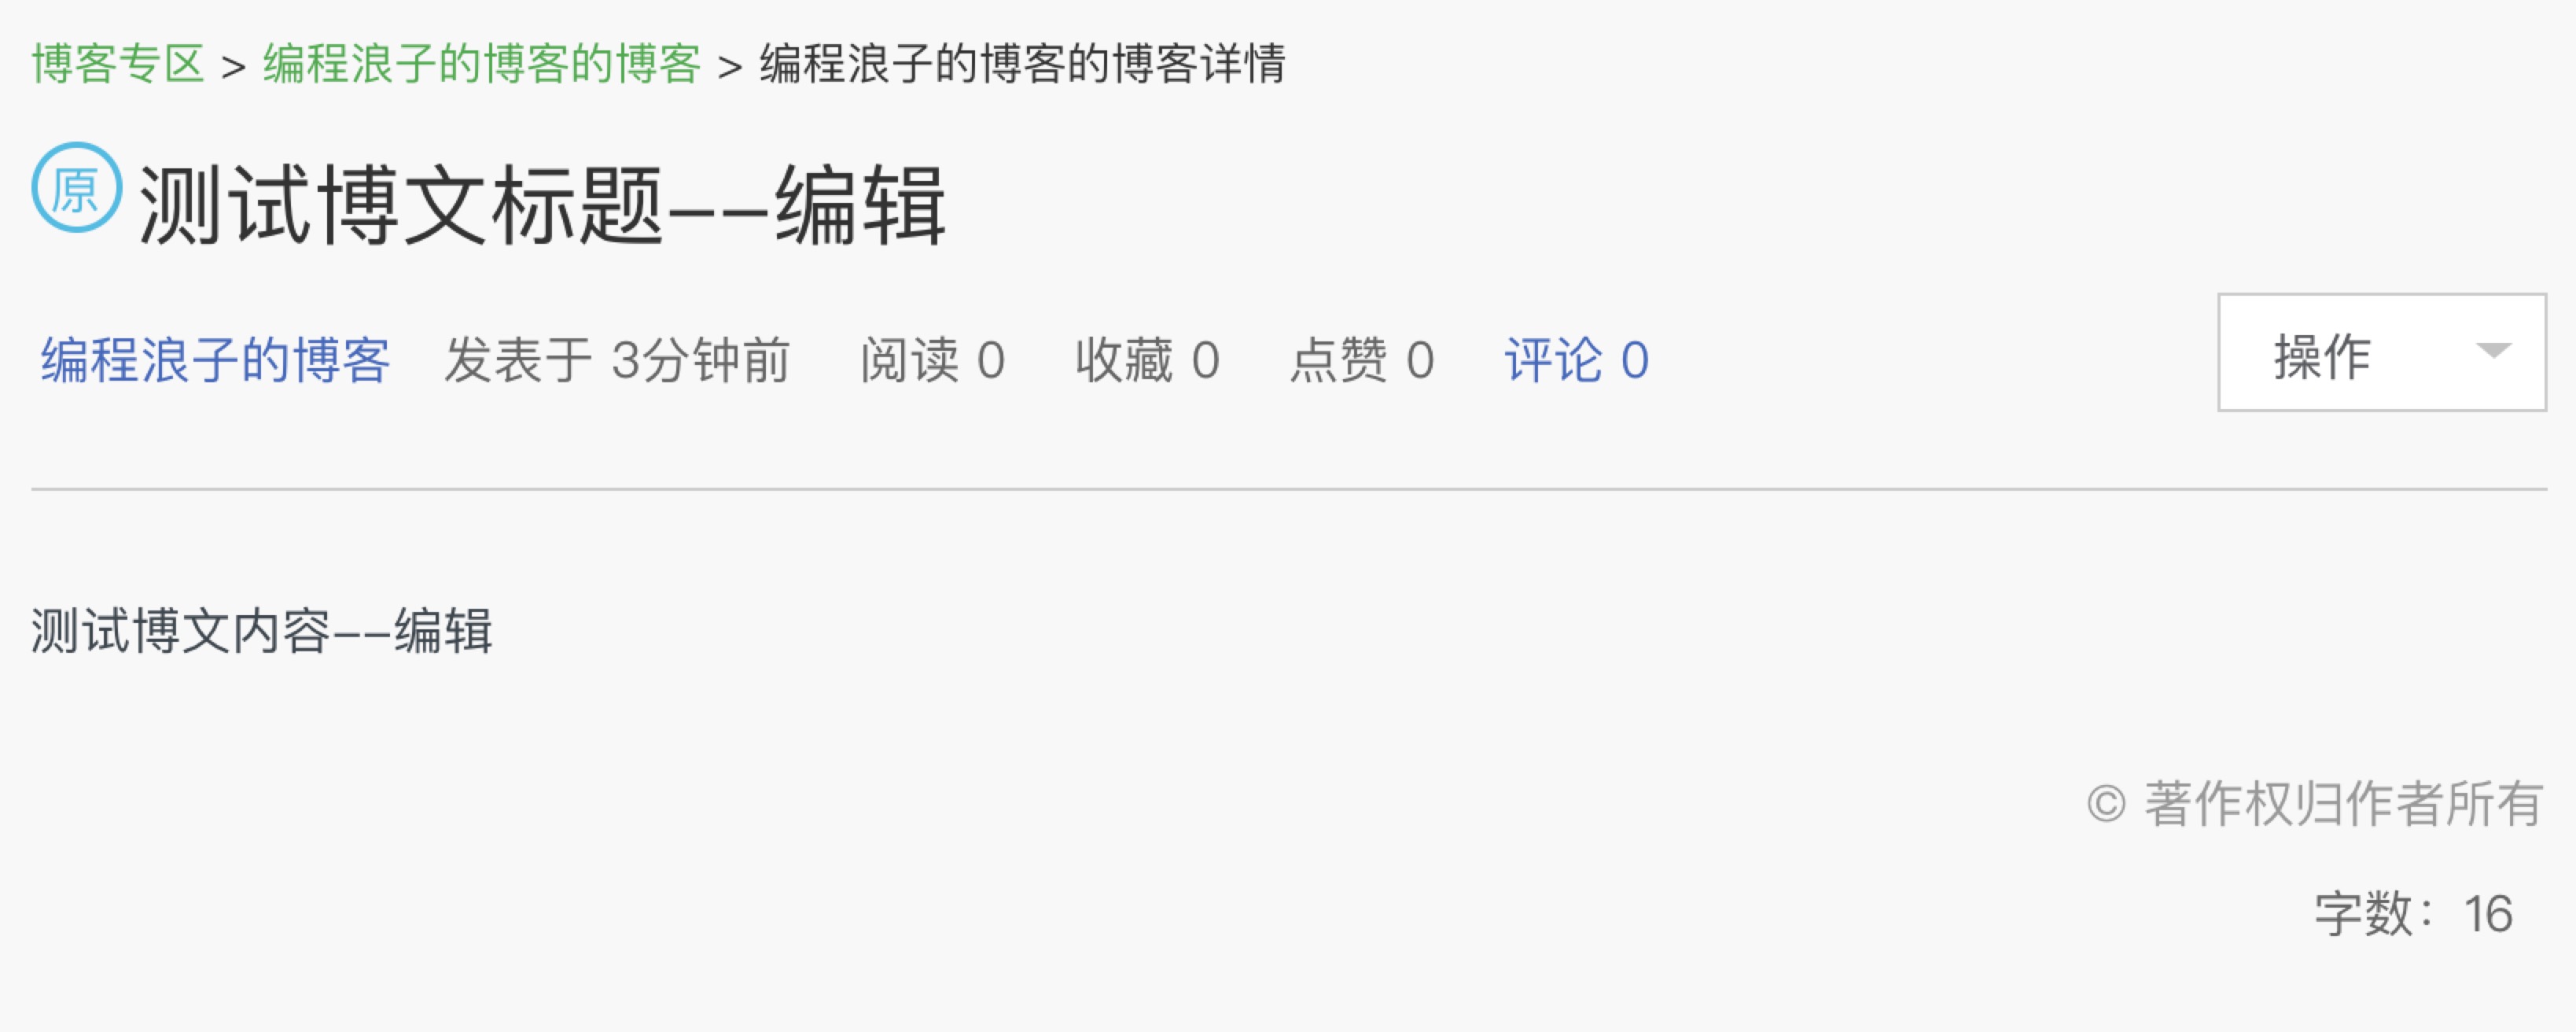 博客专区 > 编程浪子的博客的博客 > 编程浪子的博客的博客详情
原 测试博文标题--编辑
编程浪子的博客 发表于 3分钟前 阅读 0 收藏 0 点赞 0 评论 0 操作
测试博文内容--编辑
© 著作权归作者所有
字数：16